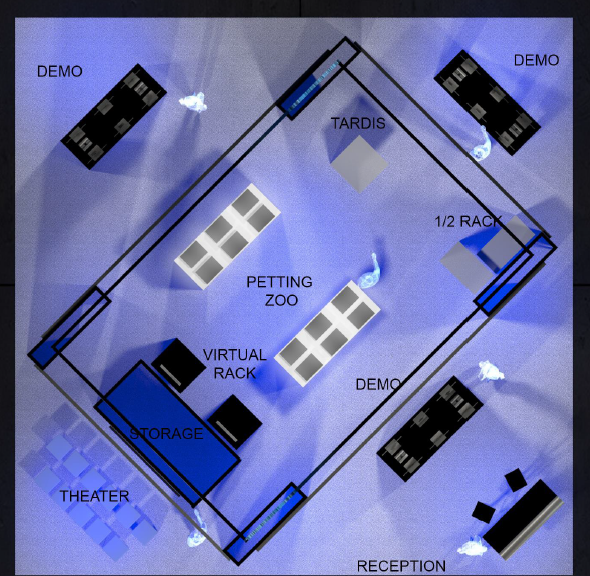 DEMO
DEMO
TARDIS
1/2 RACK
PETTING
ZOO
VIRTUAL
RACK
DEMO
STORAGE
THEATER
RECEPTION